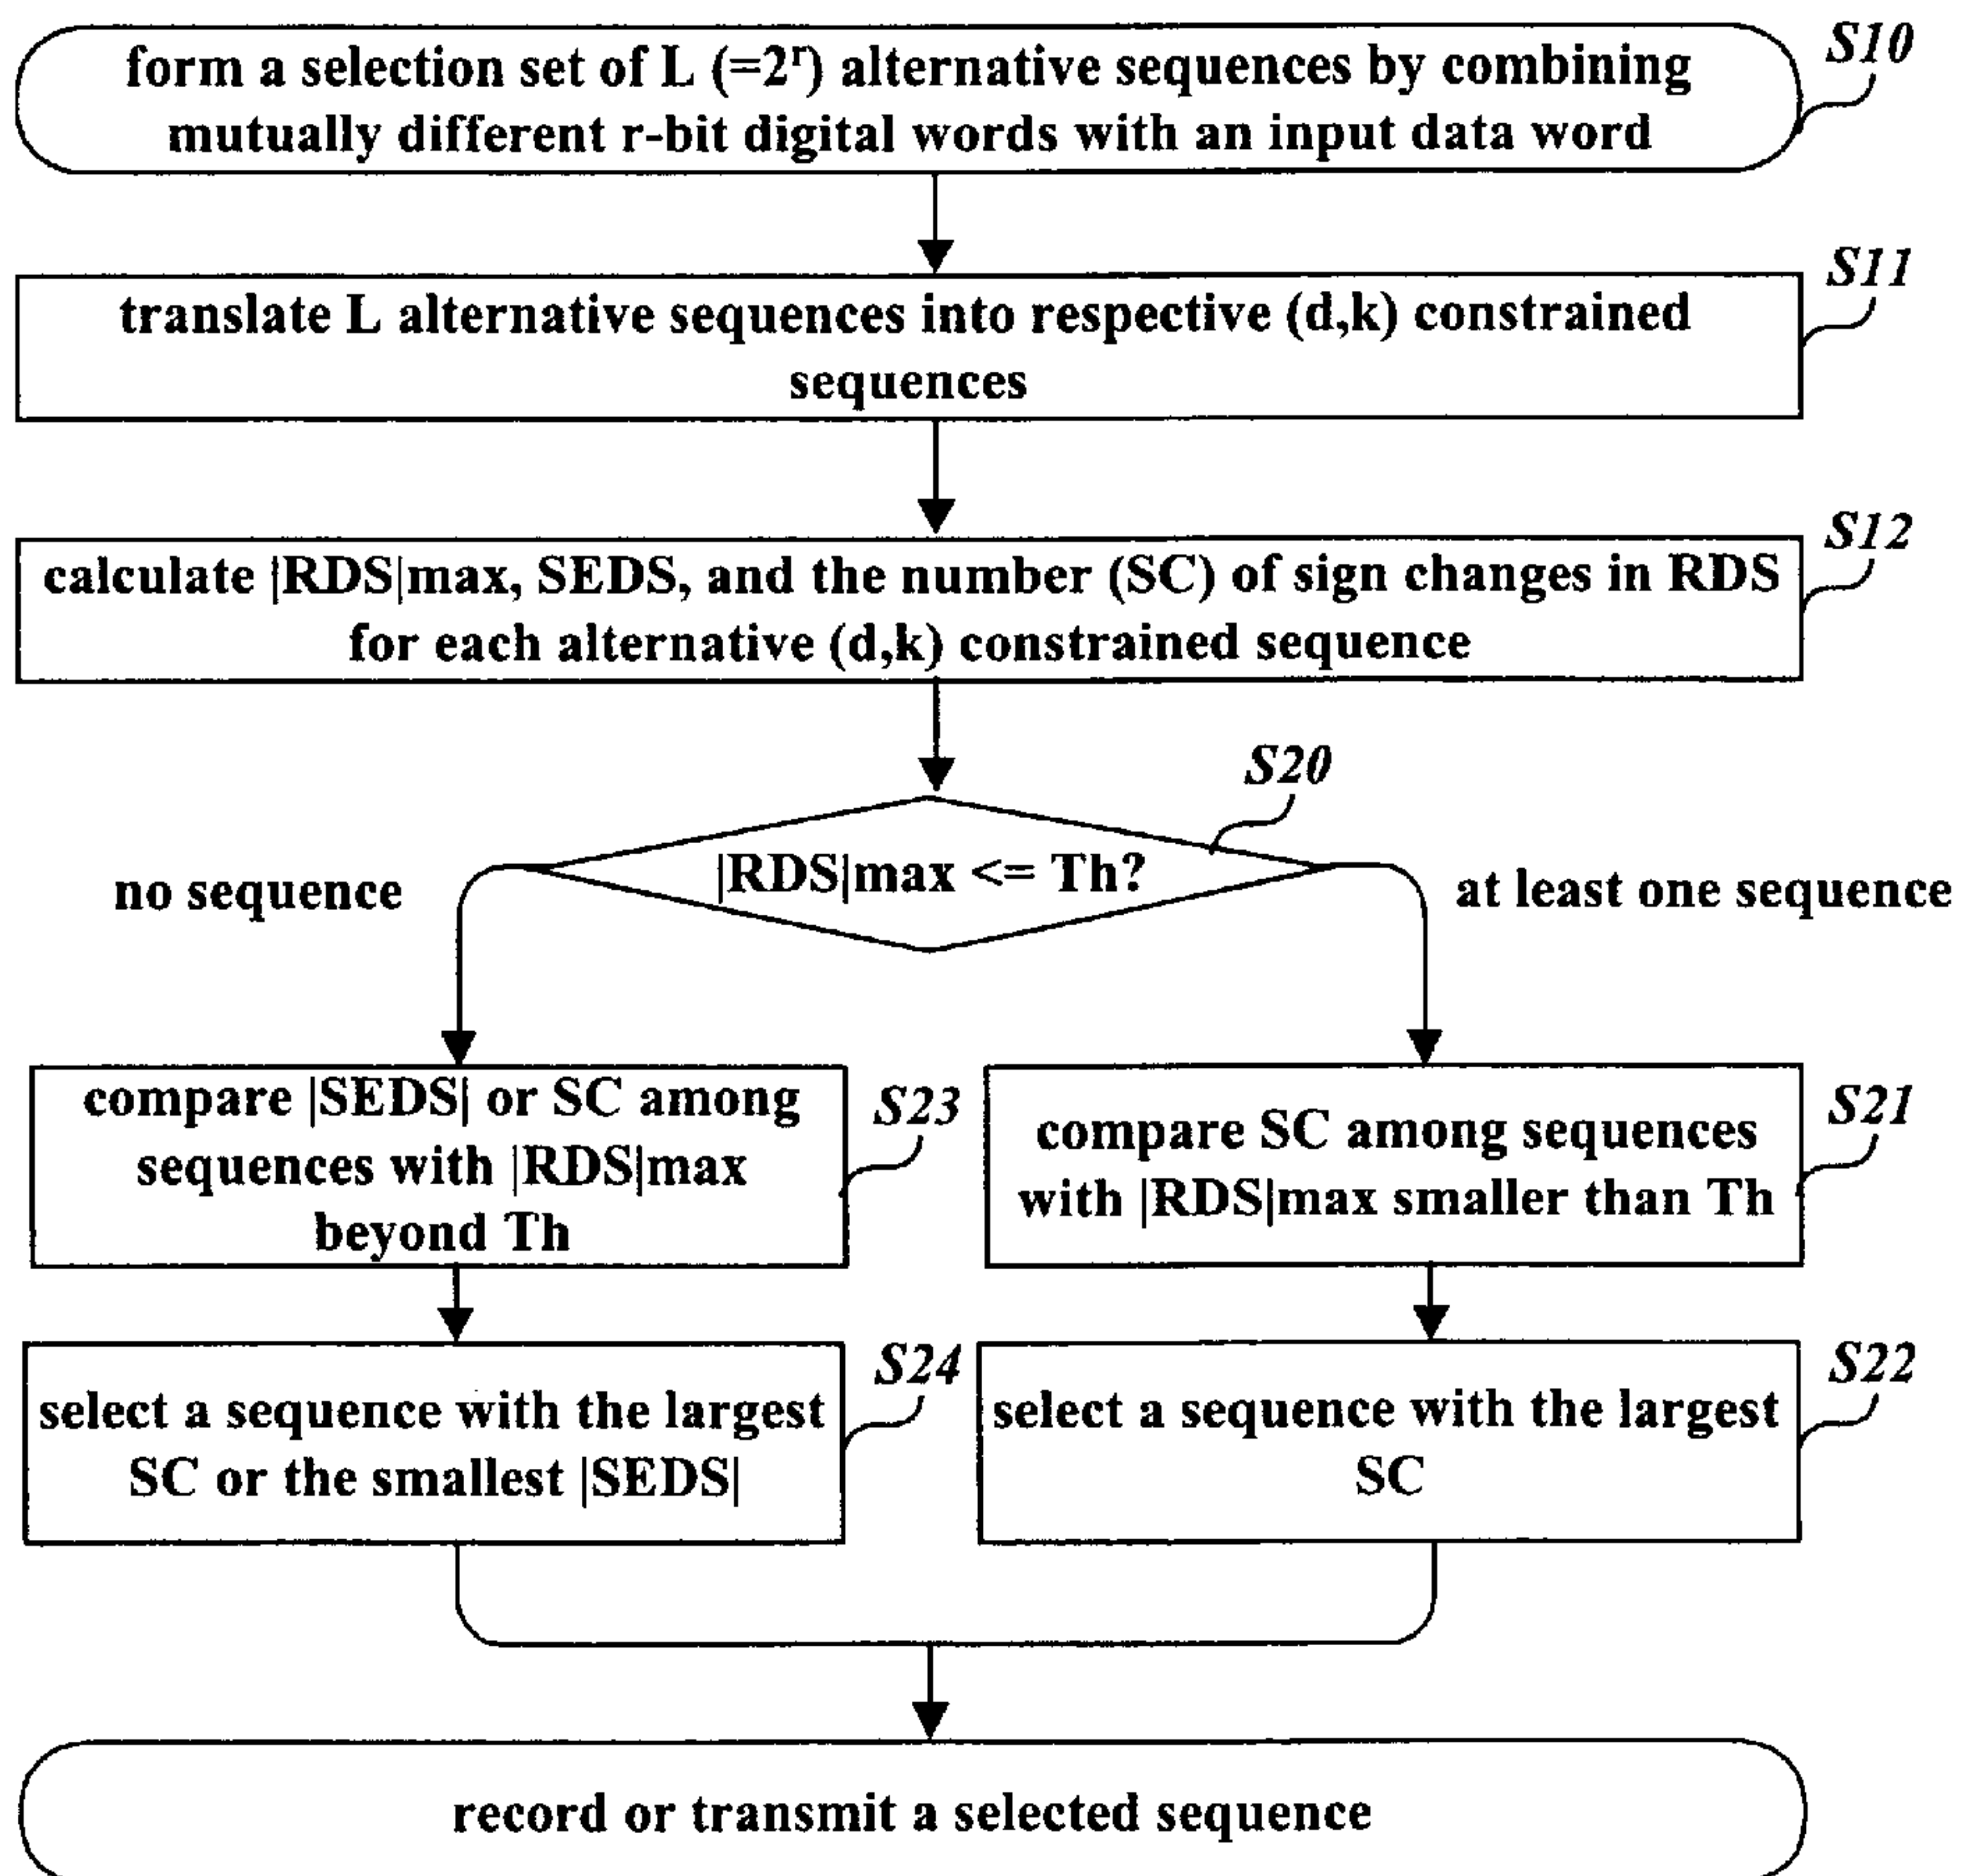 form a selection set of L (=2ʳ) alternative sequences by combining
mutually different r-bit digital words with an input data word
S10
translate L alternative sequences into respective (d,k) constrained
sequences
S11
calculate |RDS|max, SEDS, and the number (SC) of sign changes in RDS
for each alternative (d,k) constrained sequence
S12
S20
|RDS|max <= Th?
no sequence
at least one sequence
compare |SEDS| or SC among
sequences with |RDS|max
beyond Th
S23
compare SC among sequences
with |RDS|max smaller than Th
S21
select a sequence with the largest
SC or the smallest |SEDS|
S24
select a sequence with the largest
SC
S22
record or transmit a selected sequence